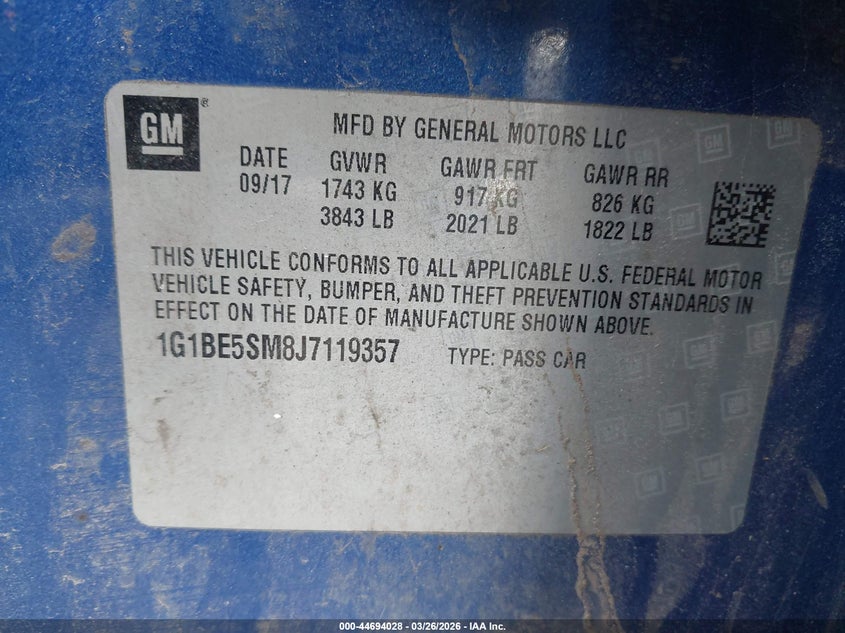 GM
MFD BY GENERAL MOTORS LLC
DATE GVWR GAWR FRT GAWR RR
09/17 1743 KG 917 KG 826 KG
3843 LB 2021 LB 1822 LB
THIS VEHICLE CONFORMS TO ALL APPLICABLE U.S. FEDERAL MOTOR
VEHICLE SAFETY, BUMPER, AND THEFT PREVENTION STANDARDS IN
EFFECT ON THE DATE OF MANUFACTURE SHOWN ABOVE.
1G1BE5SM8J7119357 TYPE: PASS CAR
000-44694028 - 03/26/2026 - IAA Inc.